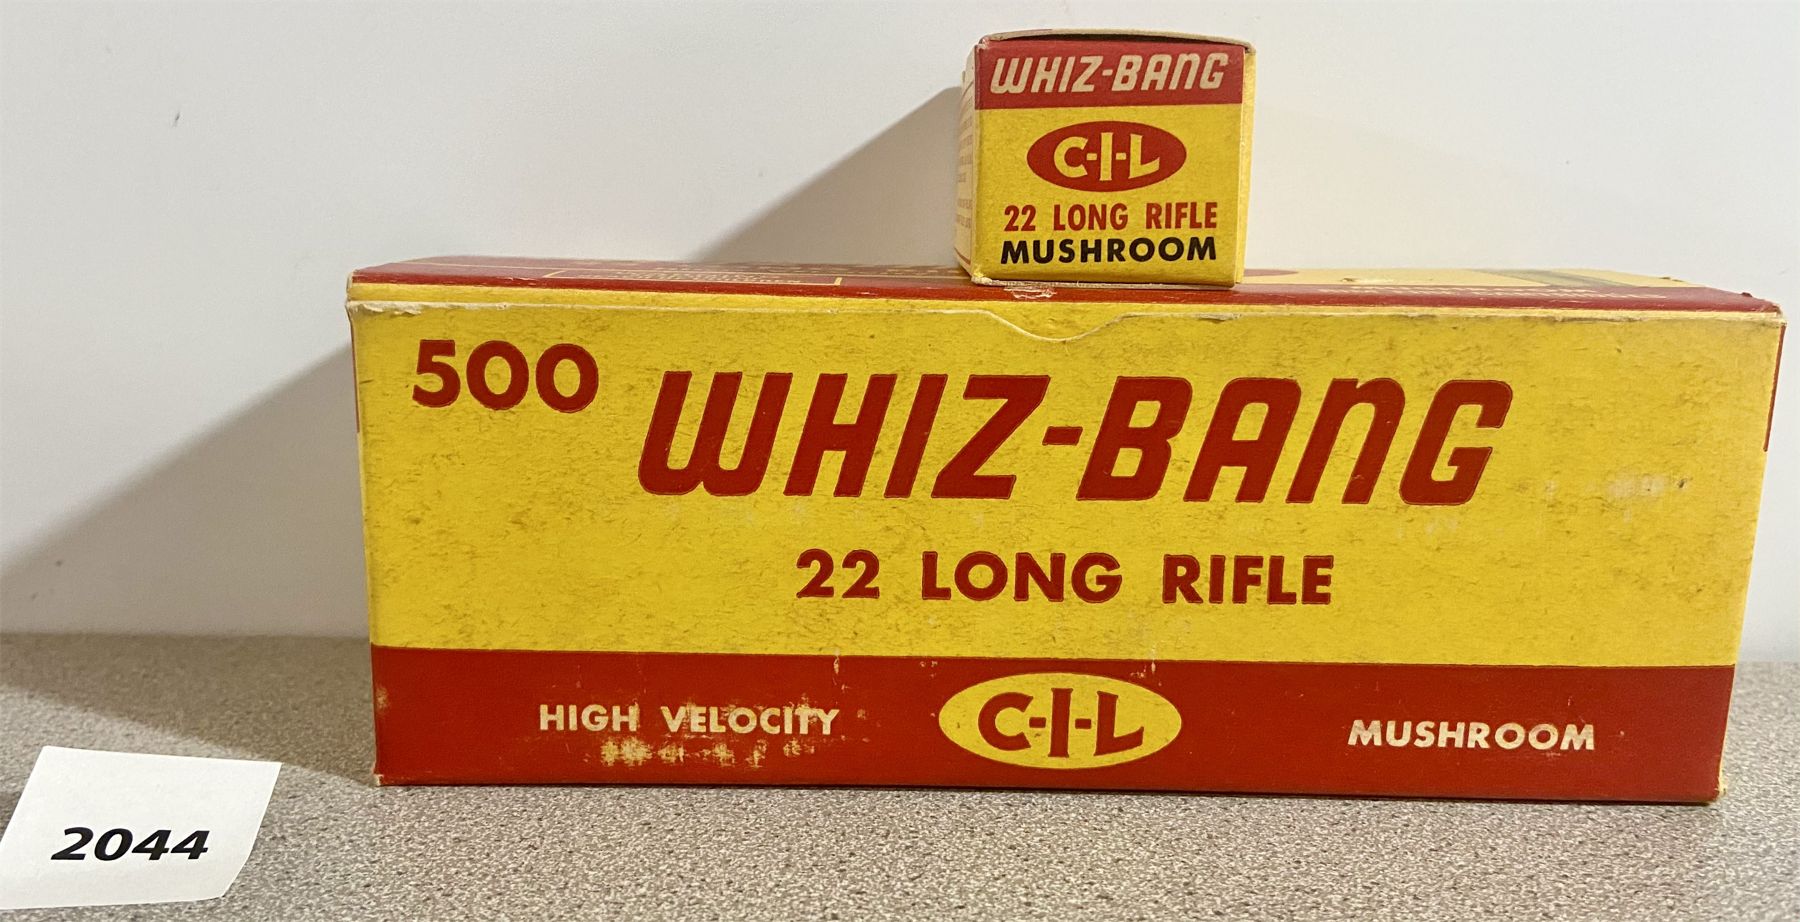 WHIZ-BANG
C-I-L
22 LONG RIFLE
MUSHROOM
500 WHIZ-BANG
22 LONG RIFLE
HIGH VELOCITY C-I-L MUSHROOM
2044